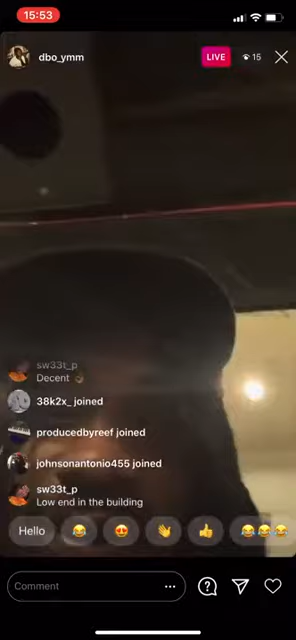 15:53
dbo_ymm
LIVE
15
sw33t_p
Decent
38k2x_ joined
producedbyreef joined
johnsonantonio455 joined
sw33t_p
Low end in the building
Hello
Comment